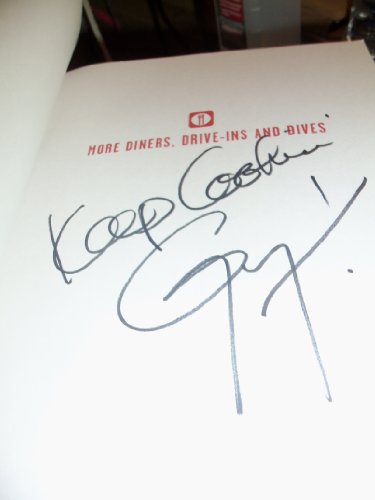 MORE DINERS, DRIVE-INS AND DIVES
Keep Cookin
Guy!